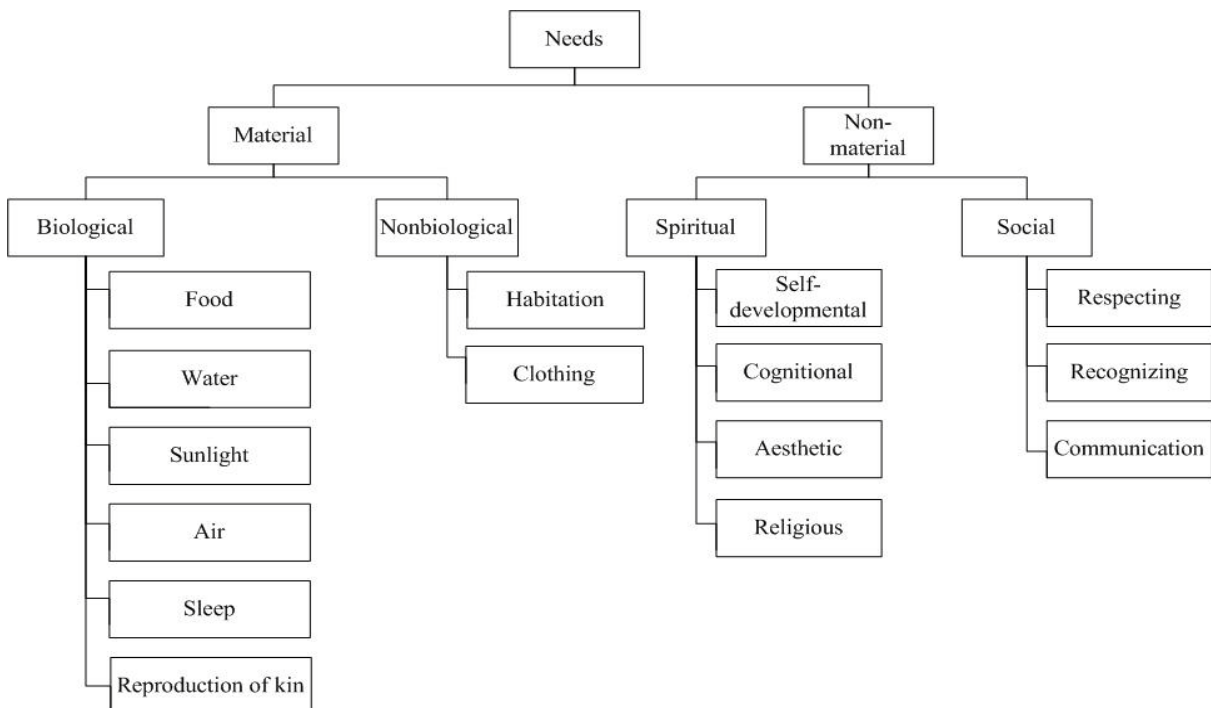 Needs
Material
Non-
material
Biological
Nonbiological
Spiritual
Social
Food
Water
Sunlight
Air
Sleep
Reproduction of kin
Habitation
Clothing
Self-
developmental
Cognitional
Aesthetic
Religious
Respecting
Recognizing
Communication